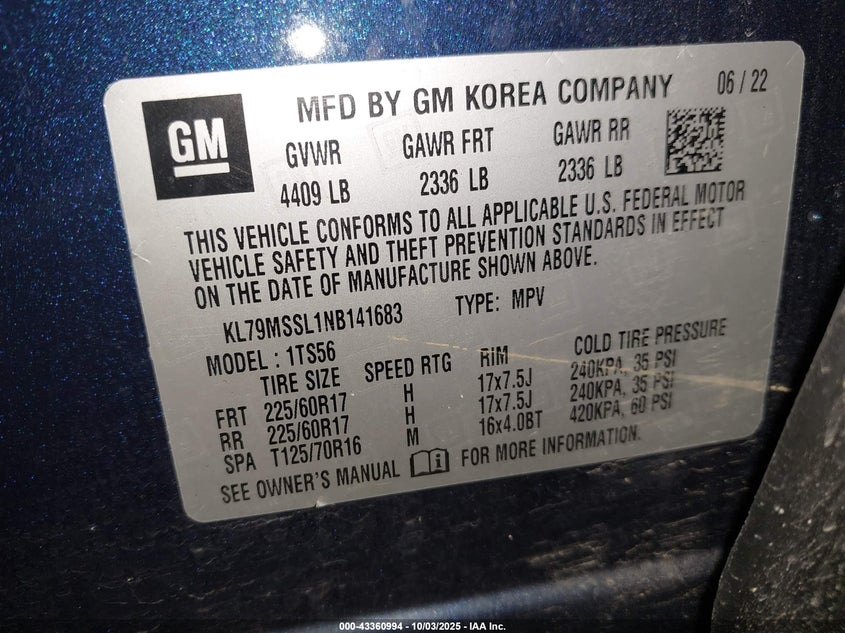 GM
MFD BY GM KOREA COMPANY 06 / 22
GVWR GAWR FRT GAWR RR
4409 LB 2336 LB 2336 LB
THIS VEHICLE CONFORMS TO ALL APPLICABLE U.S. FEDERAL MOTOR
VEHICLE SAFETY AND THEFT PREVENTION STANDARDS IN EFFECT
ON THE DATE OF MANUFACTURE SHOWN ABOVE.
KL79MSSL1NB141683 TYPE: MPV
MODEL : 1TS56
TIRE SIZE SPEED RTG RIM COLD TIRE PRESSURE
FRT 225/60R17 H 17x7.5J 240KPA, 35 PSI
RR 225/60R17 H 17x7.5J 240KPA, 35 PSI
SPA T125/70R16 M 16x4.0BT 420KPA, 60 PSI
SEE OWNER'S MANUAL FOR MORE INFORMATION.
000-43360994 - 10/03/2025 - IAA Inc.